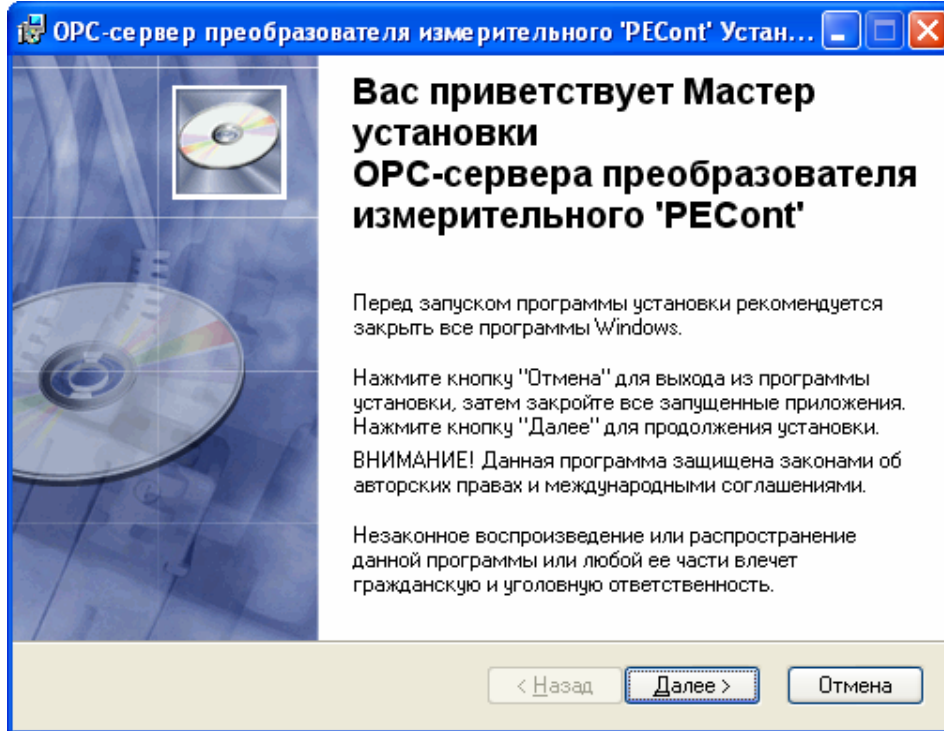 OPC-сервер преобразователя измерительного 'PECont' Устан...
Вас приветствует Мастер
установки
OPC-сервера преобразователя
измерительного 'PECont'
Перед запуском программы установки рекомендуется
закрыть все программы Windows.
Нажмите кнопку "Отмена" для выхода из программы
установки, затем закройте все запущенные приложения.
Нажмите кнопку "Далее" для продолжения установки.
ВНИМАНИЕ! Данная программа защищена законами об
авторских правах и международными соглашениями.
Незаконное воспроизведение или распространение
данной программы или любой ее части влечет
гражданскую и уголовную ответственность.
< Назад Далее > Отмена